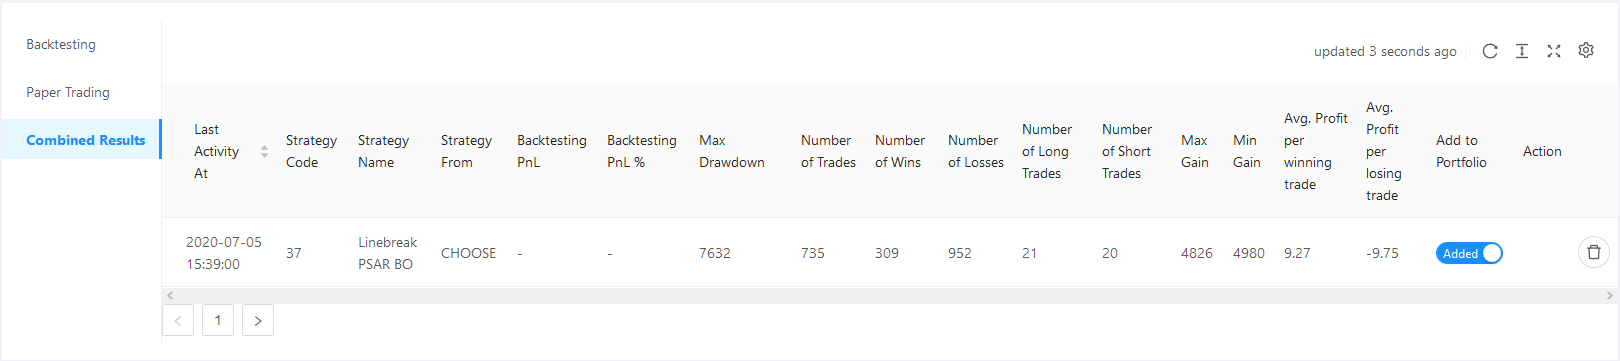 Backtesting
Paper Trading
Combined Results
updated 3 seconds ago
Last
Activity
At
Strategy
Code
Strategy
Name
Strategy
From
Backtesting
PnL
Backtesting
PnL %
Max
Drawdown
Number
of Trades
Number
of Wins
Number
of Losses
Number
of Long
Trades
Number
of Short
Trades
Max
Gain
Min
Gain
Avg. Profit
per
winning
trade
Avg.
Profit
per
losing
trade
Add to
Portfolio
Action
2020-07-05
15:39:00
37
Linebreak
PSAR BO
CHOOSE
-
-
7632
735
309
952
21
20
4826
4980
9.27
-9.75
Added
1